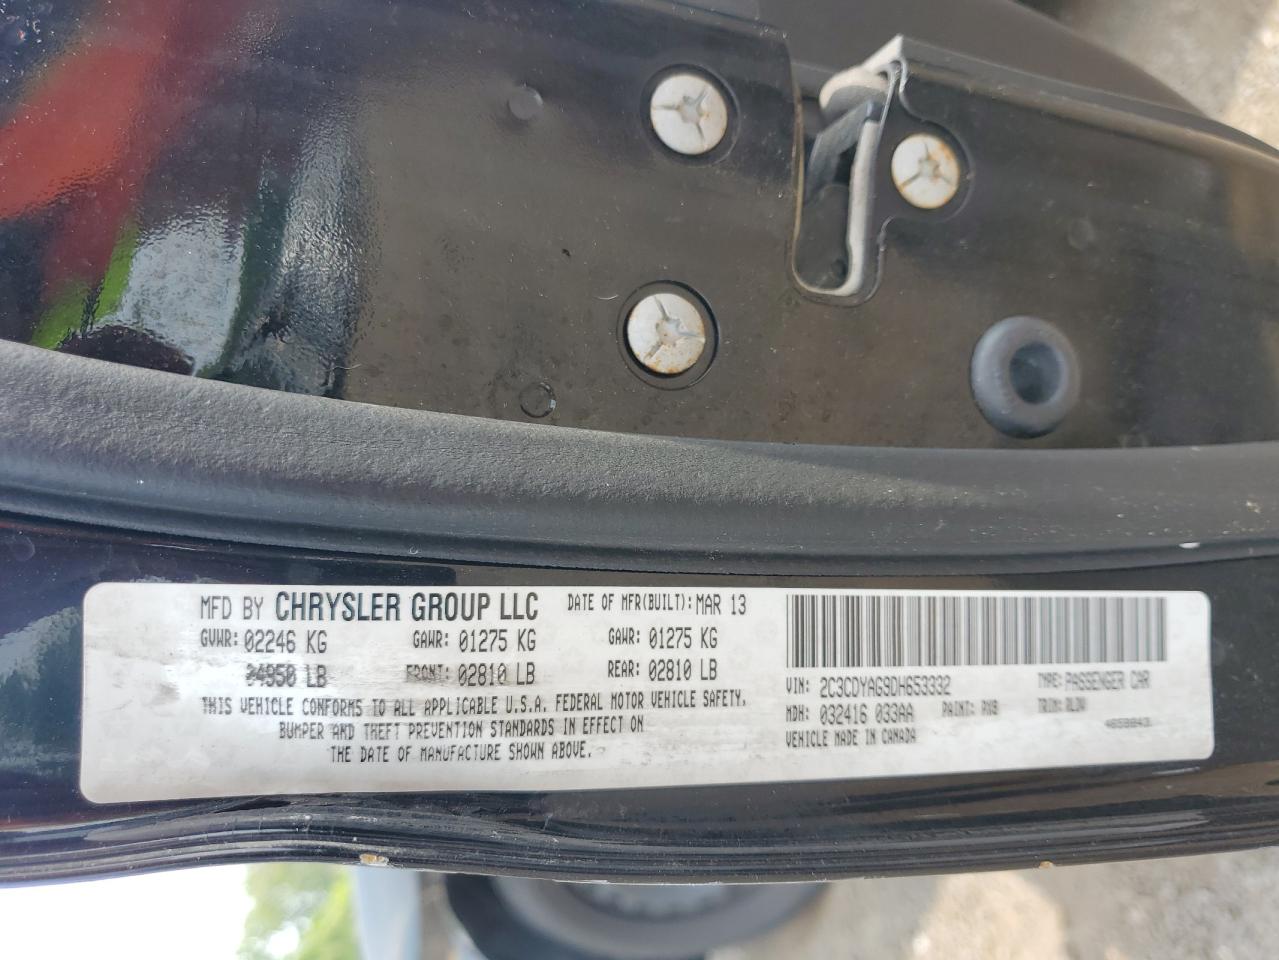 MFD BY CHRYSLER GROUP LLC DATE OF MFR(BUILT): MAR 13
GVWR: 02246 KG GAWR: 01275 KG GAWR: 01275 KG
04950 LB FRONT: 02810 LB REAR: 02810 LB
THIS VEHICLE CONFORMS TO ALL APPLICABLE U.S.A. FEDERAL MOTOR VEHICLE SAFETY,
BUMPER AND THEFT PREVENTION STANDARDS IN EFFECT ON
THE DATE OF MANUFACTURE SHOWN ABOVE.
VIN: 2C3CDYAG9DH653332 TYPE: PASSENGER CAR
MDH: 032416 033AA PAINT: TRIM:
VEHICLE MADE IN CANADA